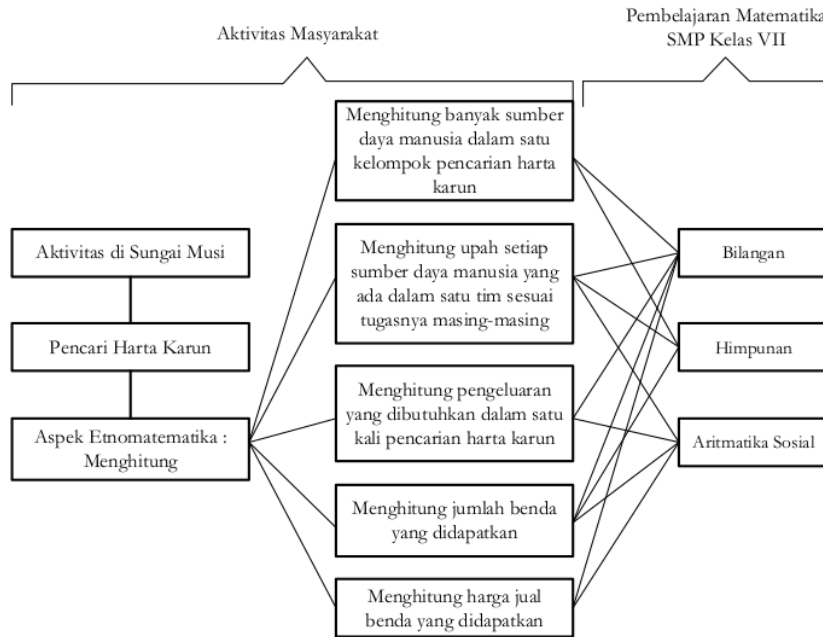 Aktivitas Masyarakat
Pembelajaran Matematika
SMP Kelas VII
Menghitung banyak sumber
daya manusia dalam satu
kelompok pencarian harta
karun
Aktivitas di Sungai Musi
Menghitung upah setiap
sumber daya manusia yang
ada dalam satu tim sesuai
tugasnya masing-masing
Bilangan
Pencari Harta Karun
Himpunan
Menghitung pengeluaran
yang dibutuhkan dalam satu
kali pencarian harta karun
Aspek Etnomatematika :
Menghitung
Aritmatika Sosial
Menghitung jumlah benda
yang didapatkan
Menghitung harga jual
benda yang didapatkan